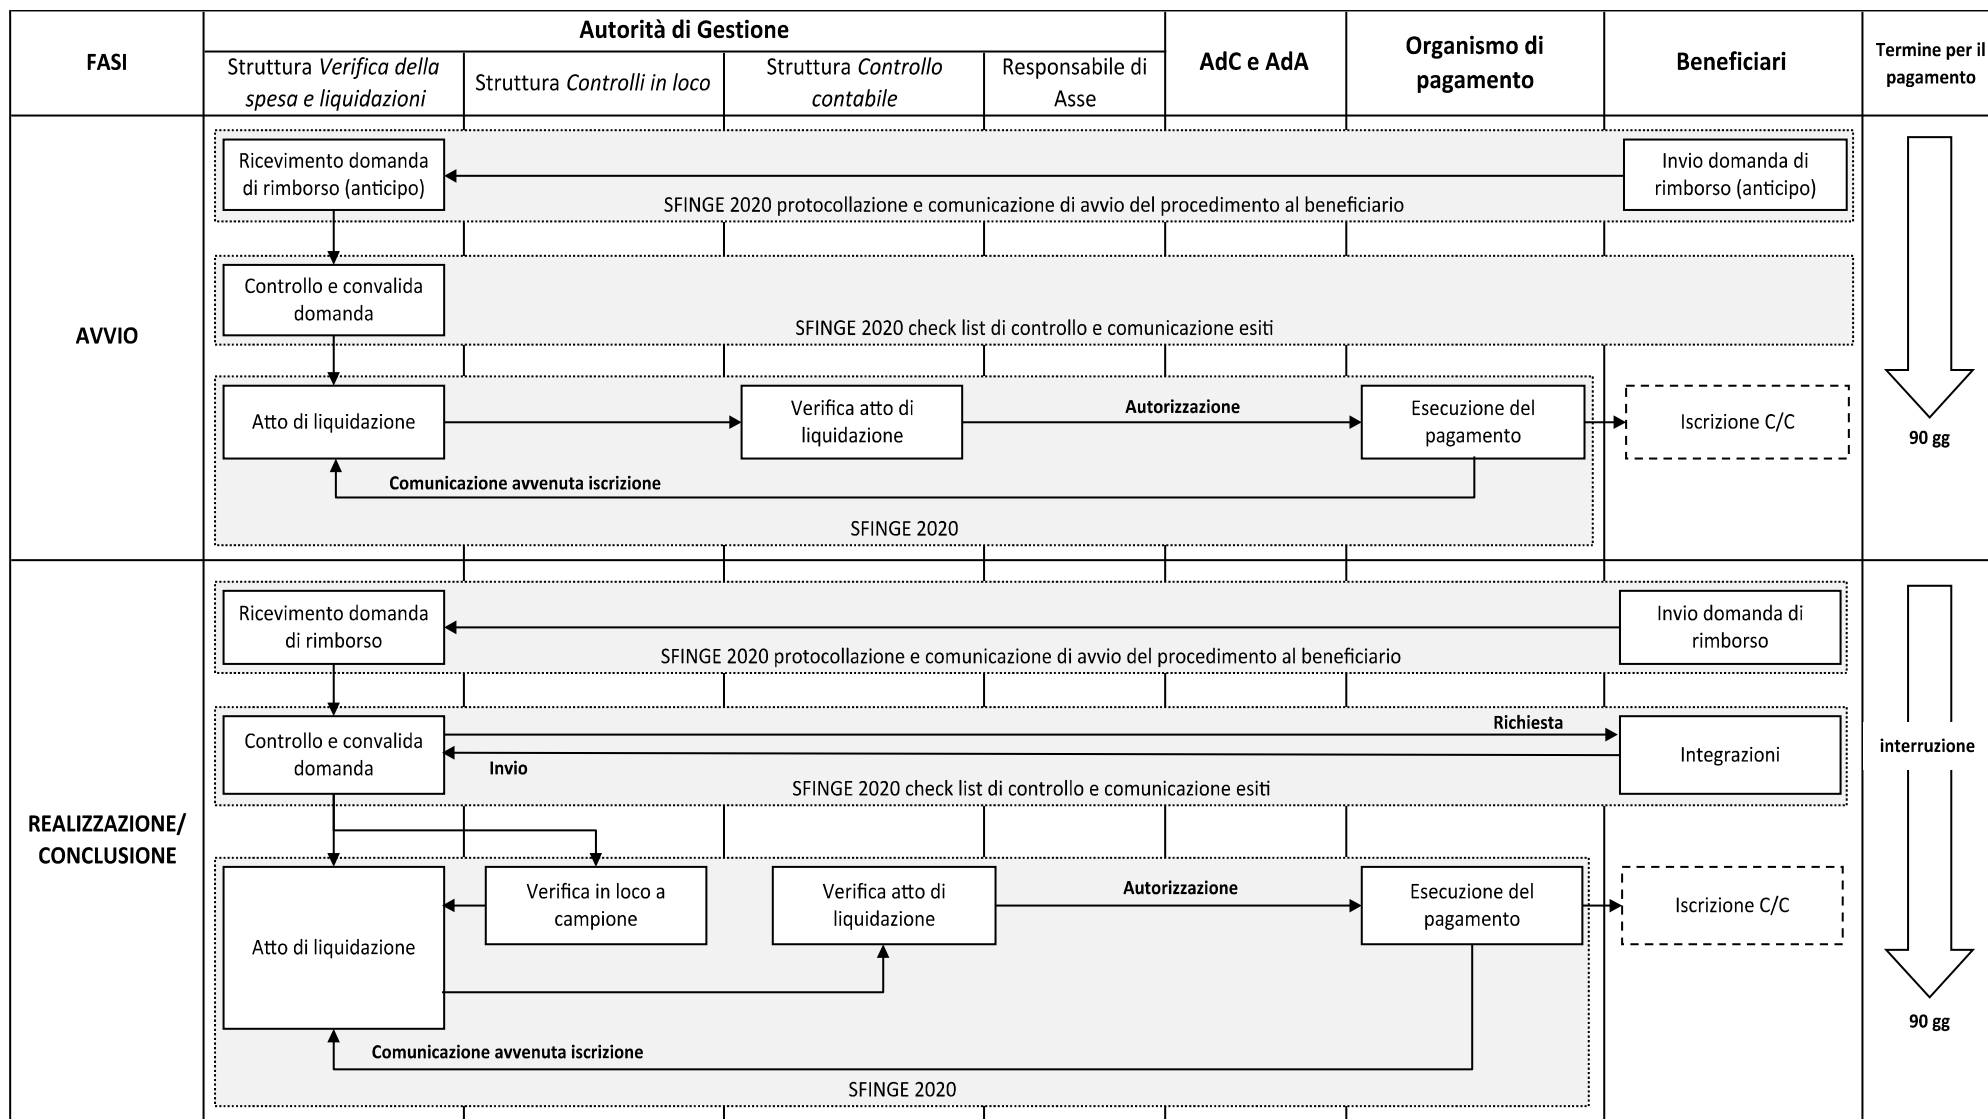 FASI
Autorità di Gestione
Struttura Verifica della
spesa e liquidazioni
Struttura Controlli in loco
Struttura Controllo
contabile
Responsabile di
Asse
AdC e AdA
Organismo di
pagamento
Beneficiari
Termine per il
pagamento
AVVIO
Ricevimento domanda
di rimborso (anticipo)
Invio domanda di
rimborso (anticipo)
SFINGE 2020 protocollazione e comunicazione di avvio del procedimento al beneficiario
Controllo e convalida
domanda
SFINGE 2020 check list di controllo e comunicazione esiti
Atto di liquidazione
Verifica atto di
liquidazione
Autorizzazione
Esecuzione del
pagamento
Iscrizione C/C
90 gg
Comunicazione avvenuta iscrizione
SFINGE 2020
REALIZZAZIONE/
CONCLUSIONE
Ricevimento domanda
di rimborso
Invio domanda di
rimborso
SFINGE 2020 protocollazione e comunicazione di avvio del procedimento al beneficiario
Controllo e convalida
domanda
Richiesta
Invio
Integrazioni
interruzione
SFINGE 2020 check list di controllo e comunicazione esiti
Atto di liquidazione
Verifica in loco a
campione
Verifica atto di
liquidazione
Autorizzazione
Esecuzione del
pagamento
Iscrizione C/C
90 gg
Comunicazione avvenuta iscrizione
SFINGE 2020